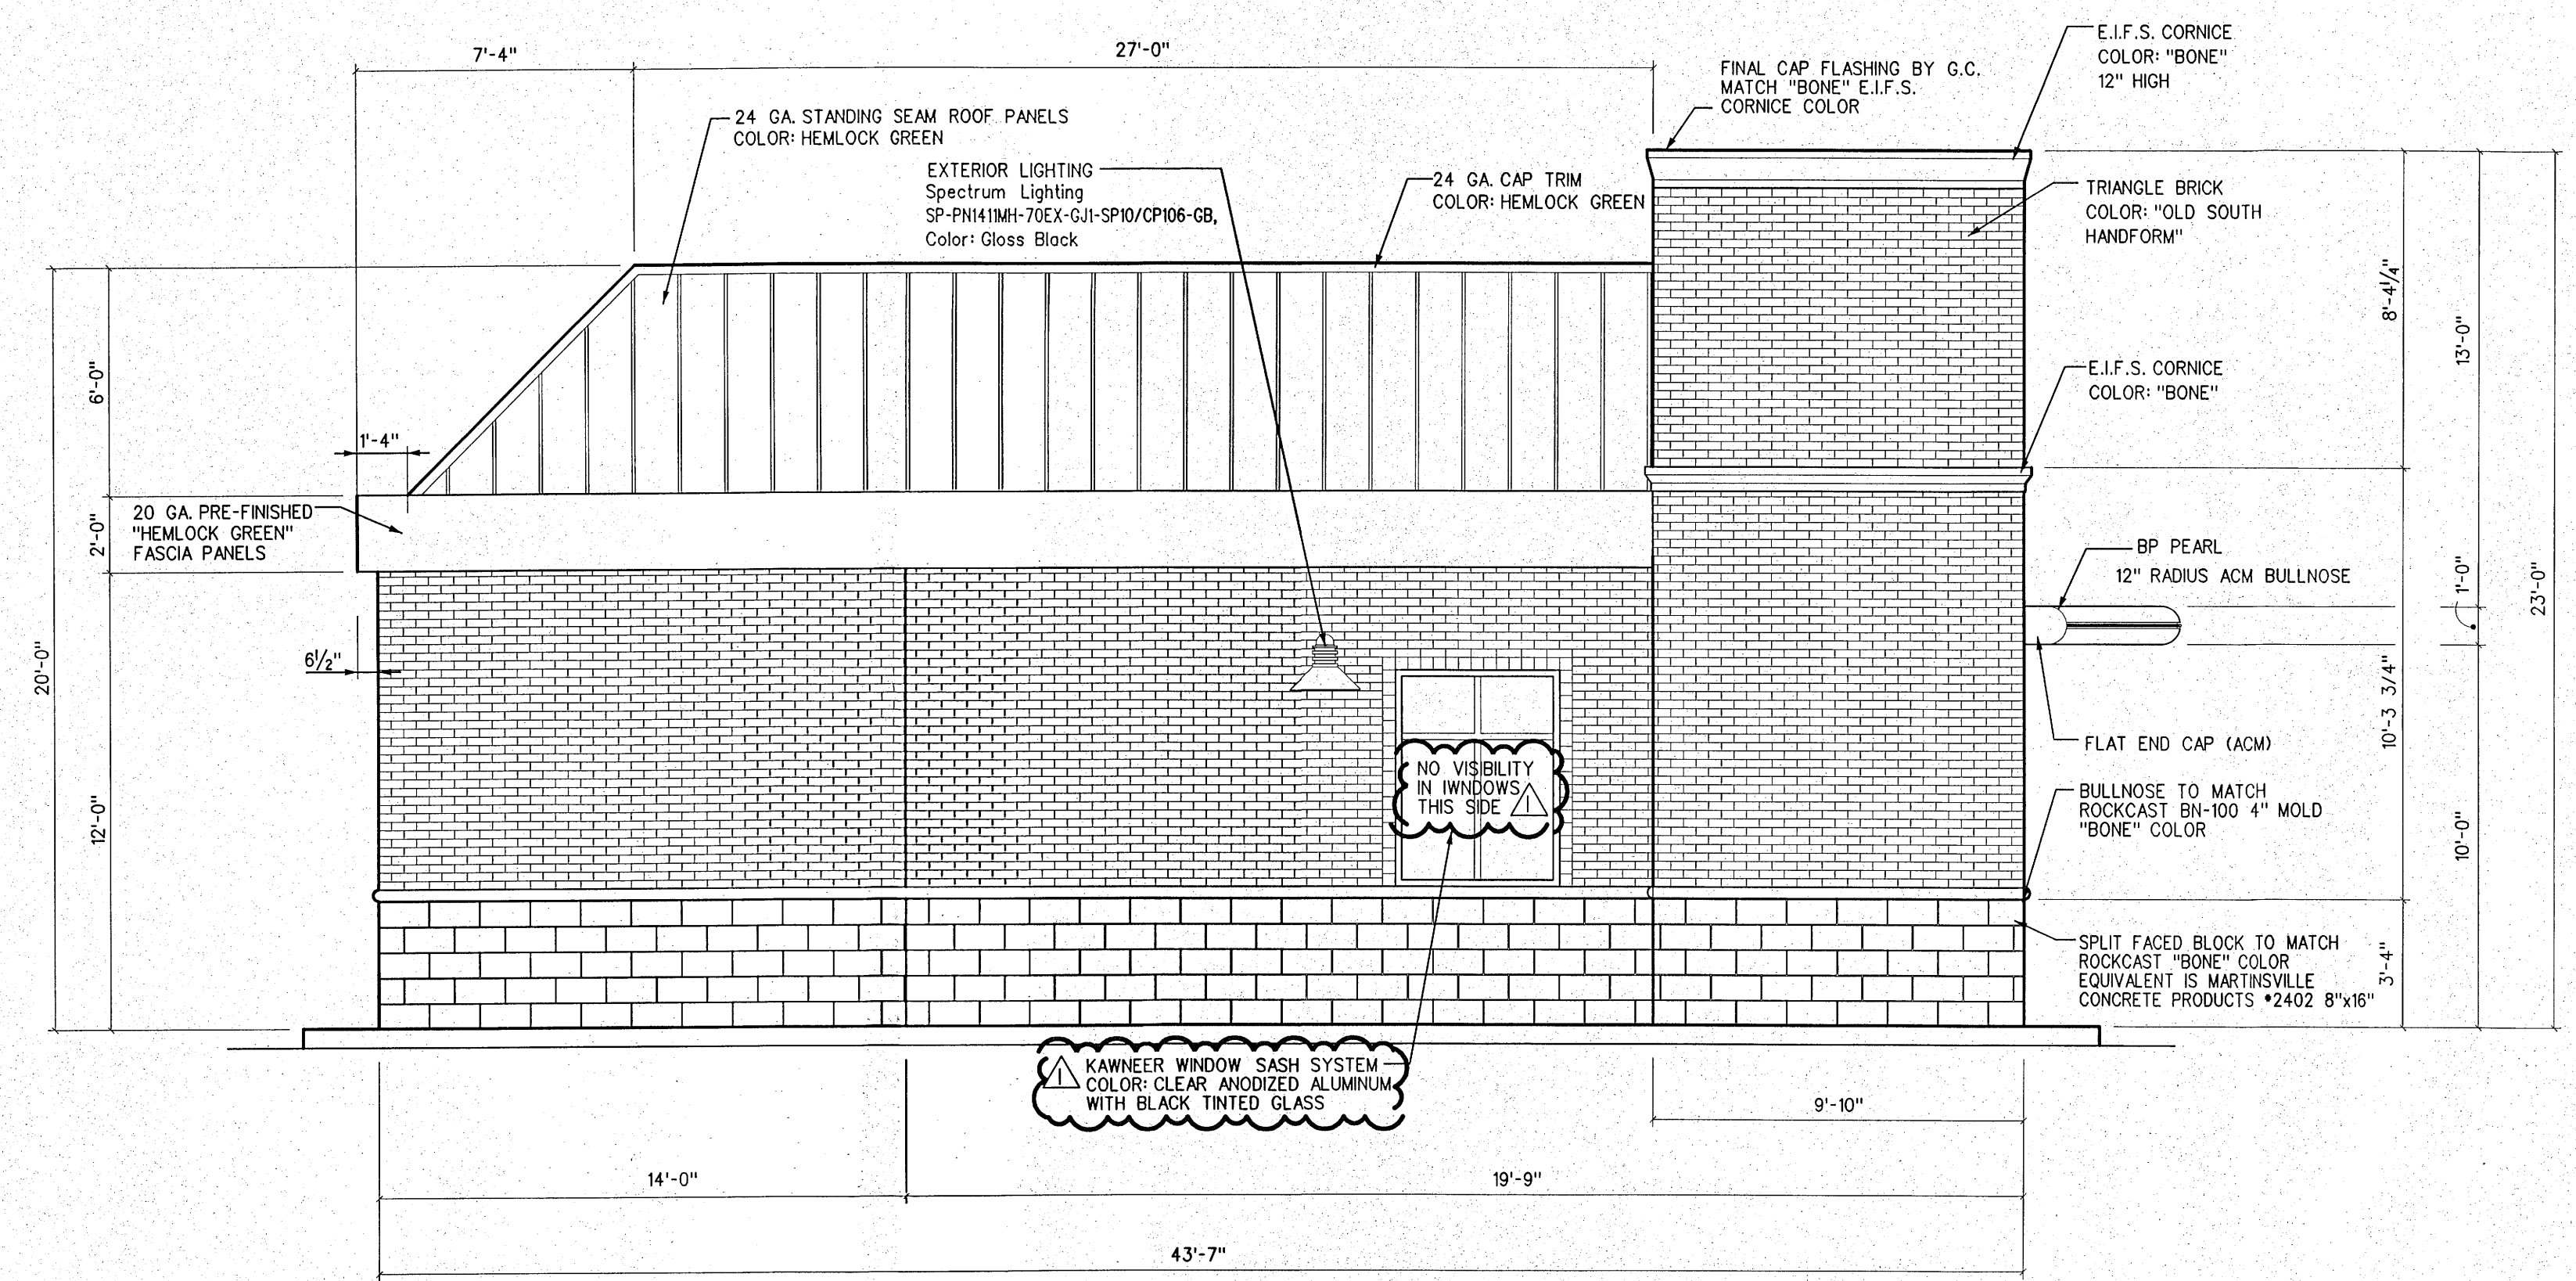 7'-4"
27'-0"
E.I.F.S. CORNICE
COLOR: "BONE"
12" HIGH
FINAL CAP FLASHING BY G.C.
MATCH "BONE" E.I.F.S.
CORNICE COLOR
24 GA. STANDING SEAM ROOF PANELS
COLOR: HEMLOCK GREEN
EXTERIOR LIGHTING
Spectrum Lighting
SP-PN1411MH-70EX-GJ1-SP10/CP106-GB,
Color: Gloss Black
24 GA. CAP TRIM
COLOR: HEMLOCK GREEN
TRIANGLE BRICK
COLOR: "OLD SOUTH
HANDFORM"
8'-41/4"
13'-0"
6'-0"
E.I.F.S. CORNICE
COLOR: "BONE"
1'-4"
20 GA. PRE-FINISHED
"HEMLOCK GREEN"
FASCIA PANELS
2'-0"
BP PEARL
12" RADIUS ACM BULLNOSE
1'-0"
23'-0"
20'-0"
6 1/2"
10'-3 3/4"
FLAT END CAP (ACM)
NO VISIBILITY
IN IWNDOWS
THIS SIDE 1
12'-0"
BULLNOSE TO MATCH
ROCKCAST BN-100 4" MOLD
"BONE" COLOR
10'-0"
SPLIT FACED BLOCK TO MATCH
ROCKCAST "BONE" COLOR
EQUIVALENT IS MARTINSVILLE
CONCRETE PRODUCTS •2402 8"x16"
3'-4"
1 KAWNEER WINDOW SASH SYSTEM
COLOR: CLEAR ANODIZED ALUMINUM
WITH BLACK TINTED GLASS
9'-10"
14'-0"
19'-9"
43'-7"